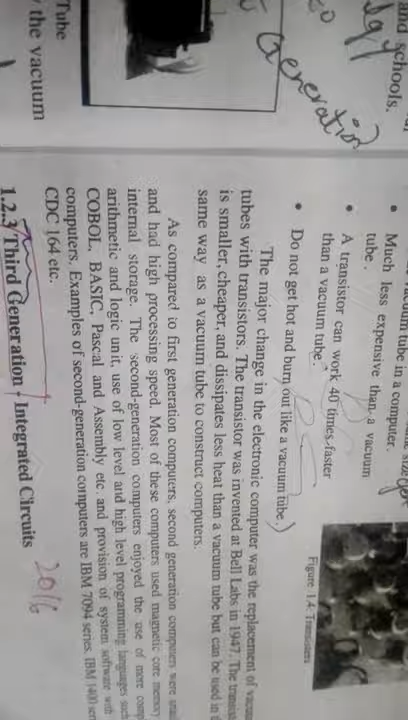 and schools.
Generation
Tube
the vacuum
vacuum tube in a computer.
• Much less expensive than a vacuum
tube.
• A transistor can work 40 times faster
than a vacuum tube.
• Do not get hot and burn out like a vacuum tube.
Figure 1.4: Transistors
The major change in the electronic computer was the replacement of
tubes with transistors. The transistor was invented at Bell Labs in 1947. The
is smaller, cheaper, and dissipates less heat than a vacuum tube but can be used in
same way as a vacuum tube to construct computers.
As compared to first generation computers, second generation computers were
and had high processing speed. Most of these computers used magnetic core
internal storage. The second-generation computers enjoyed the use of more
arithmetic and logic unit, use of low level and high level programming languages
COBOL, BASIC, Pascal and Assembly etc. and provision of system software with
computers. Examples of second-generation computers are IBM 7094 series, IBM 1400
CDC 164 etc.
1.2.3 Third Generation - Integrated Circuits
2016